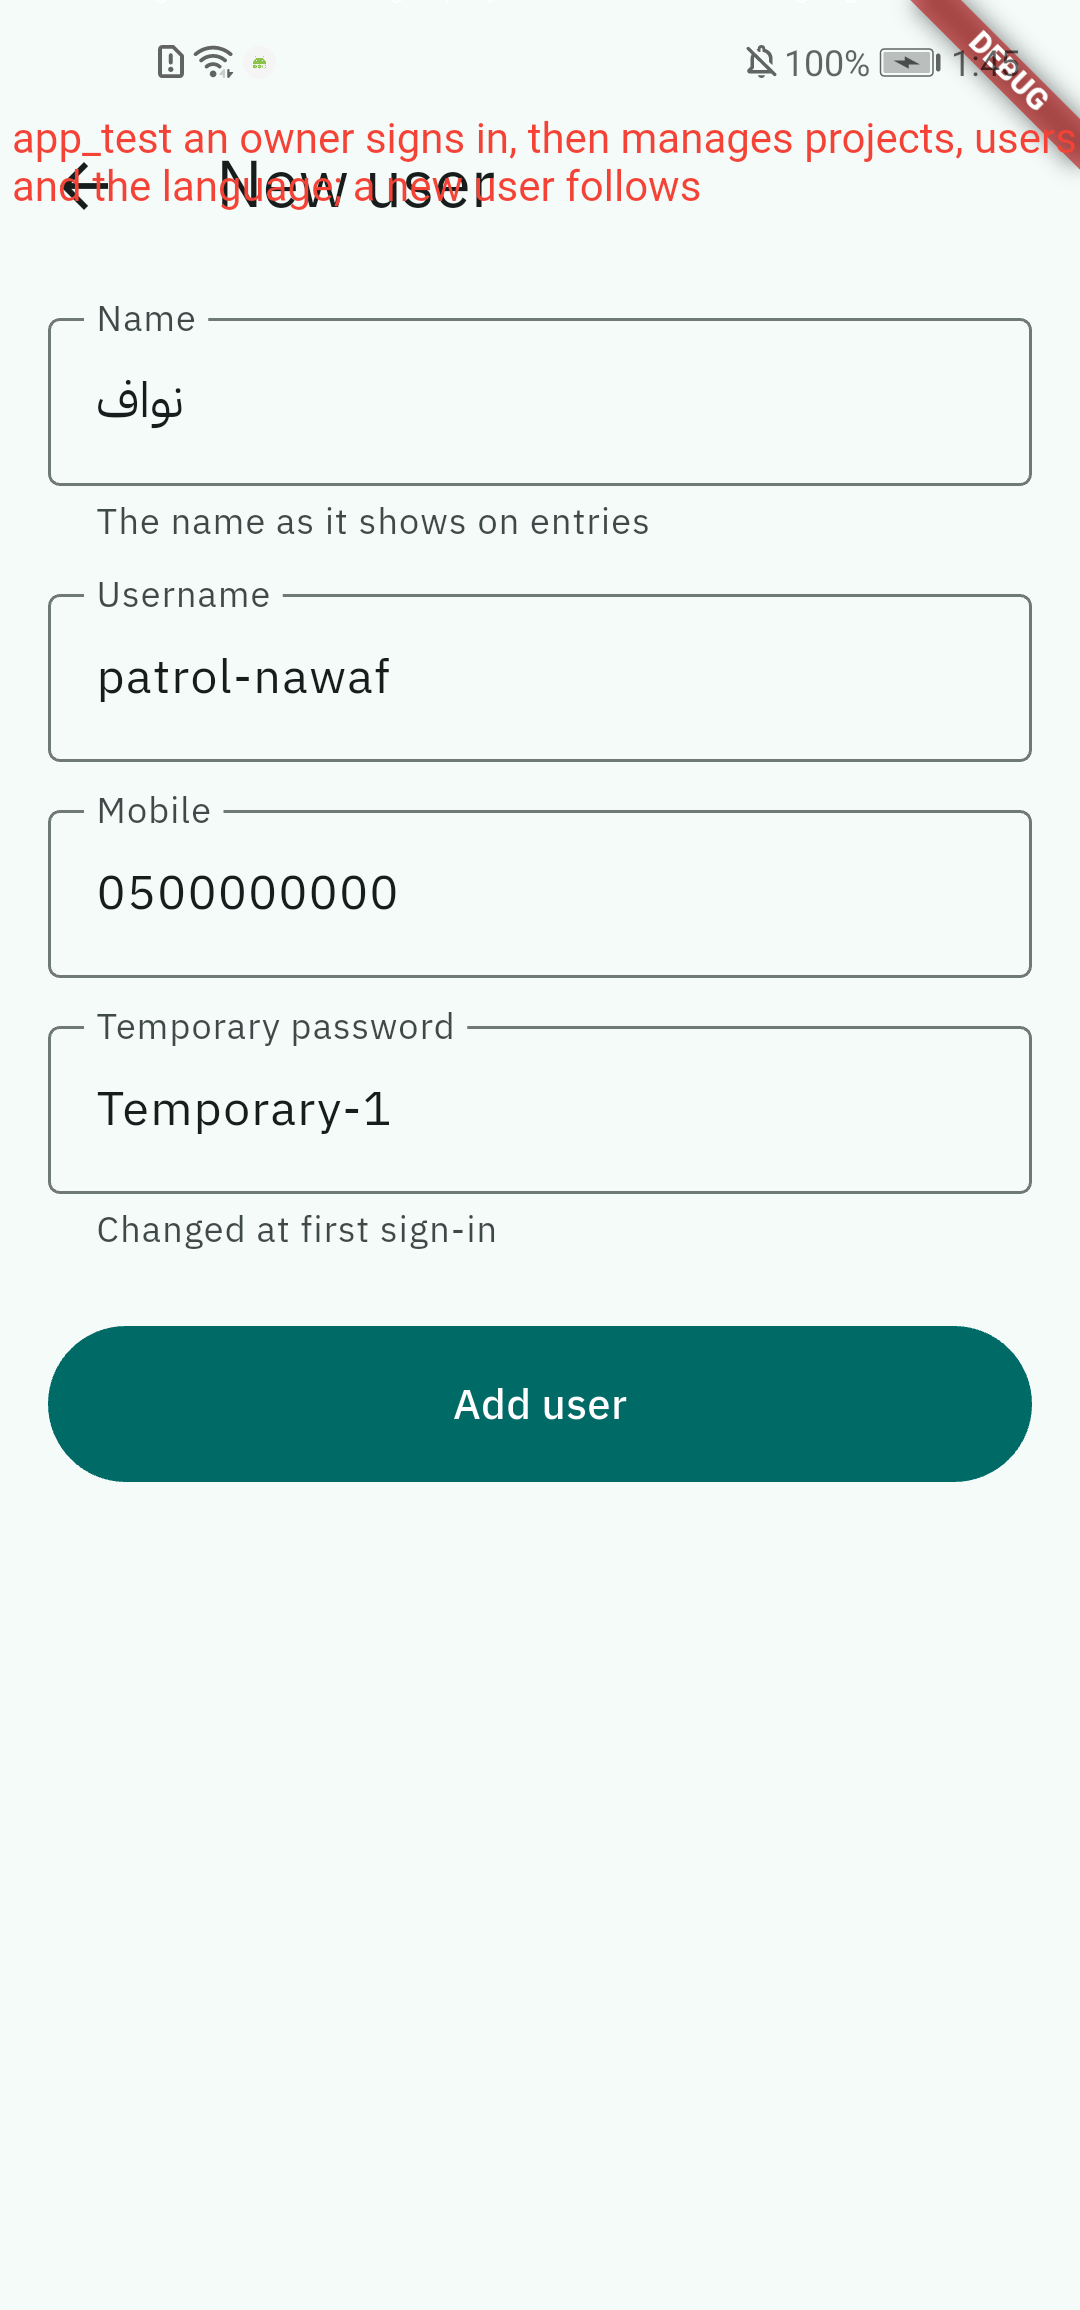 100% 1:45
DEBUG
app_test an owner signs in, then manages projects, users
and the language; a new user follows
New user
Name
نواف
The name as it shows on entries
Username
patrol-nawaf
Mobile
0500000000
Temporary password
Temporary-1
Changed at first sign-in
Add user